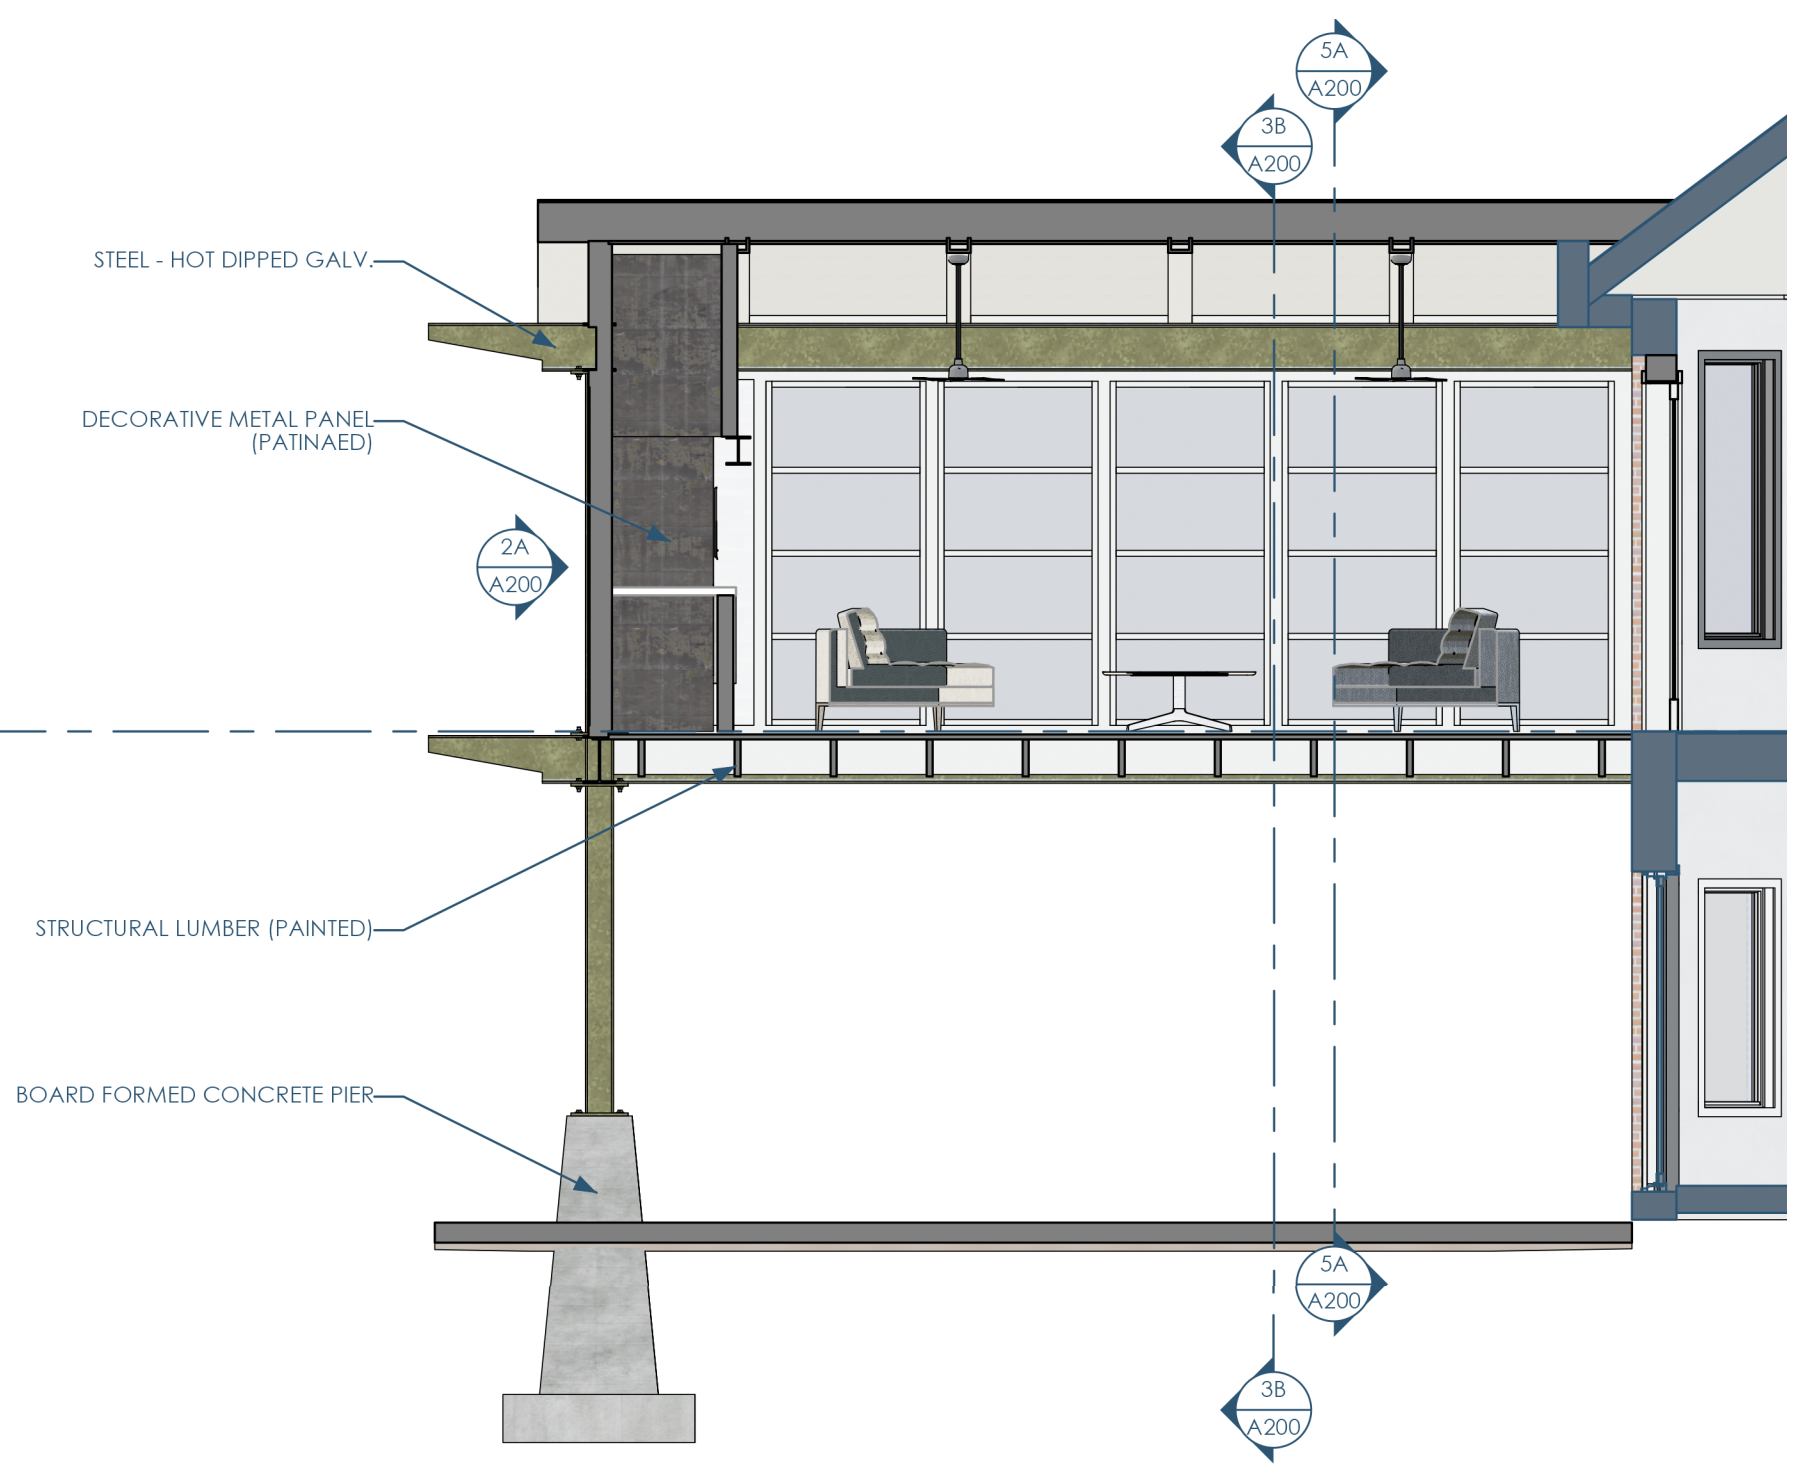 5A
A200
3B
A200
STEEL - HOT DIPPED GALV.
DECORATIVE METAL PANEL
(PATINAED)
2A
A200
STRUCTURAL LUMBER (PAINTED)
BOARD FORMED CONCRETE PIER
5A
A200
3B
A200